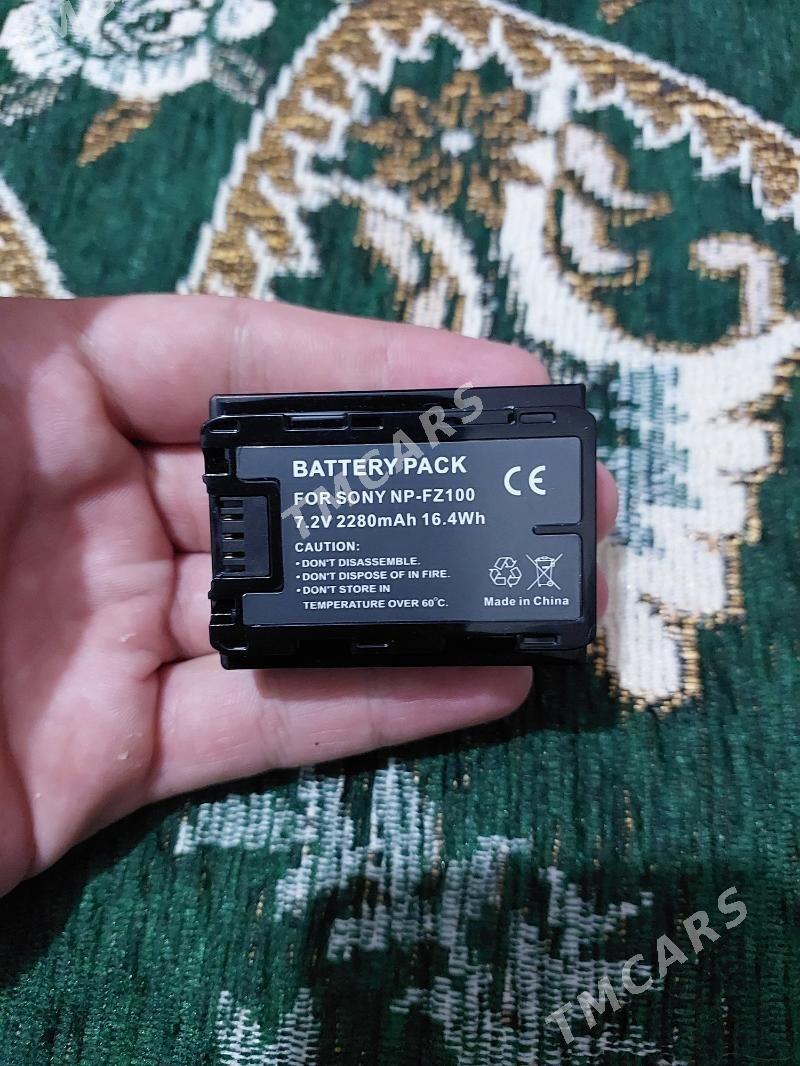 BATTERY PACK
FOR SONY NP-FZ100
7.2V 2280mAh 16.4Wh
CE
CAUTION:
• DON'T DISASSEMBLE.
• DON'T DISPOSE OF IN FIRE.
• DON'T STORE IN
TEMPERATURE OVER 60°C.
Made in China
TMCARS
TMCARS